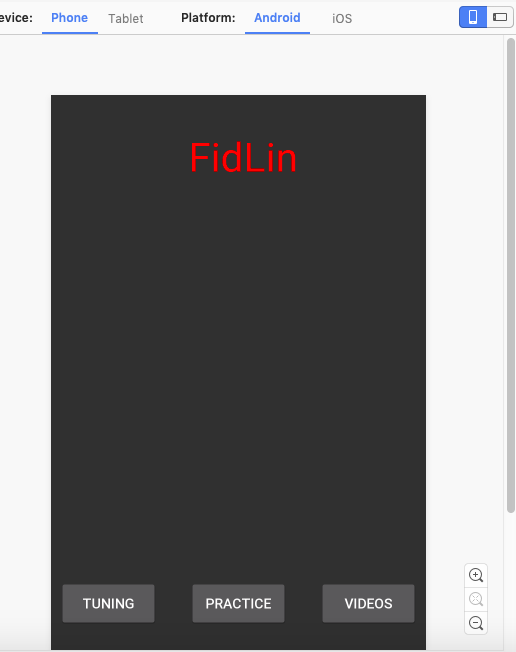 evice: Phone Tablet Platform: Android iOS
FidLin
TUNING PRACTICE VIDEOS